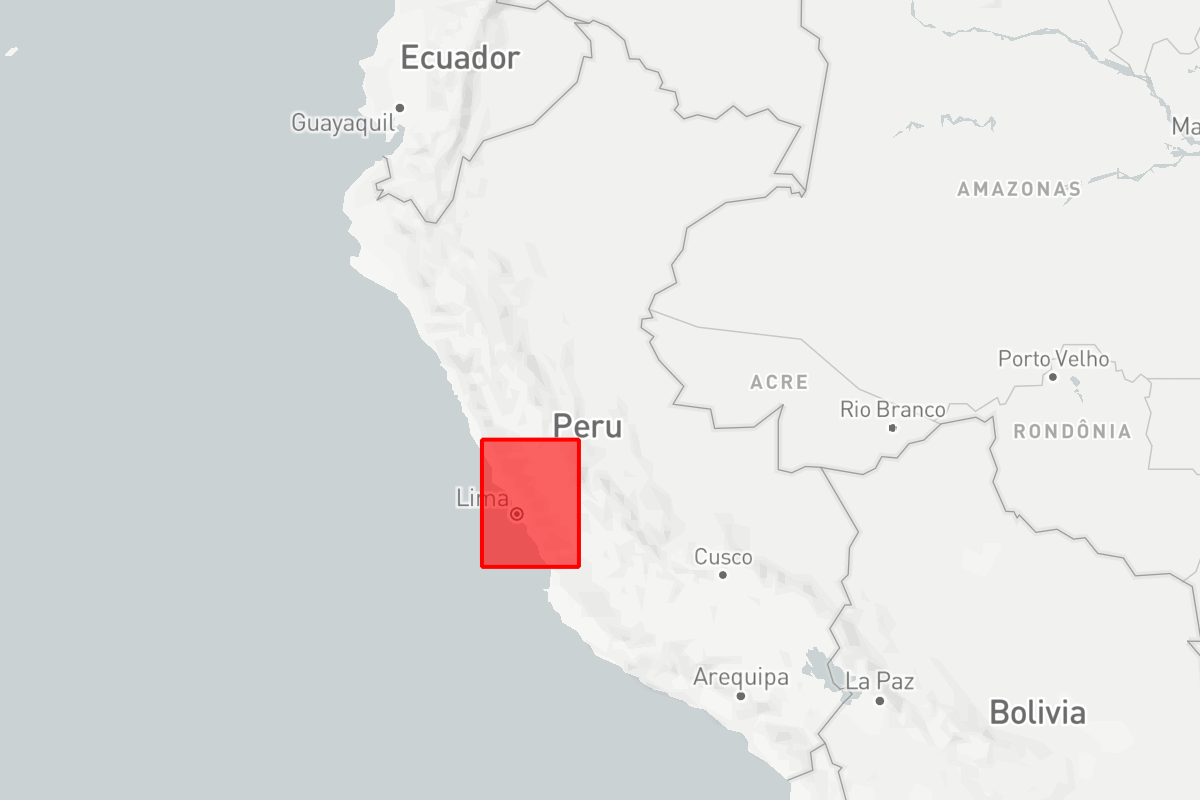 Ecuador
Guayaquil
Ma
AMAZONAS
Porto Velho
ACRE
Rio Branco
Peru
RONDÔNIA
Lima
Cusco
Arequipa
La Paz
Bolivia